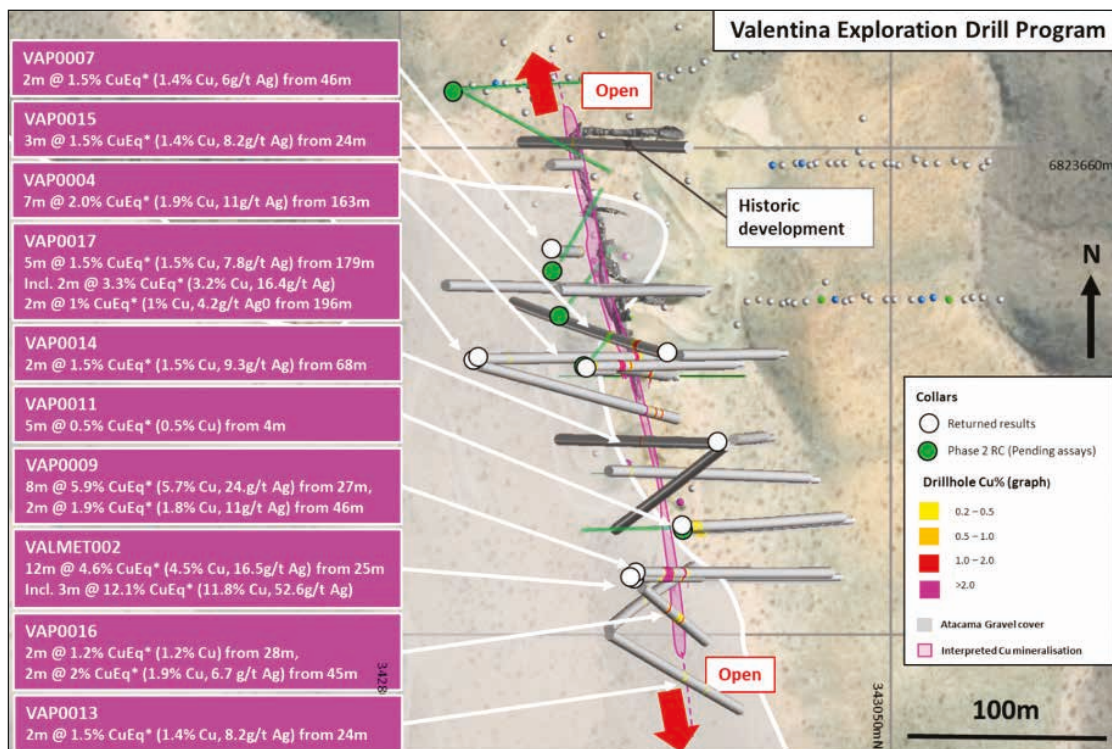 Valentina Exploration Drill Program
VAP0007
2m @ 1.5% CuEq* (1.4% Cu, 6g/t Ag) from 46m
VAP0015
3m @ 1.5% CuEq* (1.4% Cu, 8.2g/t Ag) from 24m
VAP0004
7m @ 2.0% CuEq* (1.9% Cu, 11g/t Ag) from 163m
VAP0017
5m @ 1.5% CuEq* (1.5% Cu, 7.8g/t Ag) from 179m
Incl. 2m @ 3.3% CuEq* (3.2% Cu, 16.4g/t Ag)
2m @ 1% CuEq* (1% Cu, 4.2g/t Ag0 from 196m
VAP0014
2m @ 1.5% CuEq* (1.5% Cu, 9.3g/t Ag) from 68m
VAP0011
5m @ 0.5% CuEq* (0.5% Cu) from 4m
VAP0009
8m @ 5.9% CuEq* (5.7% Cu, 24.g/t Ag) from 27m,
2m @ 1.9% CuEq* (1.8% Cu, 11g/t Ag) from 46m
VALMET002
12m @ 4.6% CuEq* (4.5% Cu, 16.5g/t Ag) from 25m
Incl. 3m @ 12.1% CuEq* (11.8% Cu, 52.6g/t Ag)
VAP0016
2m @ 1.2% CuEq* (1.2% Cu) from 28m,
2m @ 2% CuEq* (1.9% Cu, 6.7 g/t Ag) from 45m
VAP0013
2m @ 1.5% CuEq* (1.4% Cu, 8.2g/t Ag) from 24m
Open
6823660m
Historic
development
N
Collars
Returned results
Phase 2 RC (Pending assays)
Drillhole Cu% (graph)
0.2 – 0.5
0.5 – 1.0
1.0 – 2.0
>2.0
Atacama Gravel cover
Interpreted Cu mineralisation
Open
3428
343050mN
100m